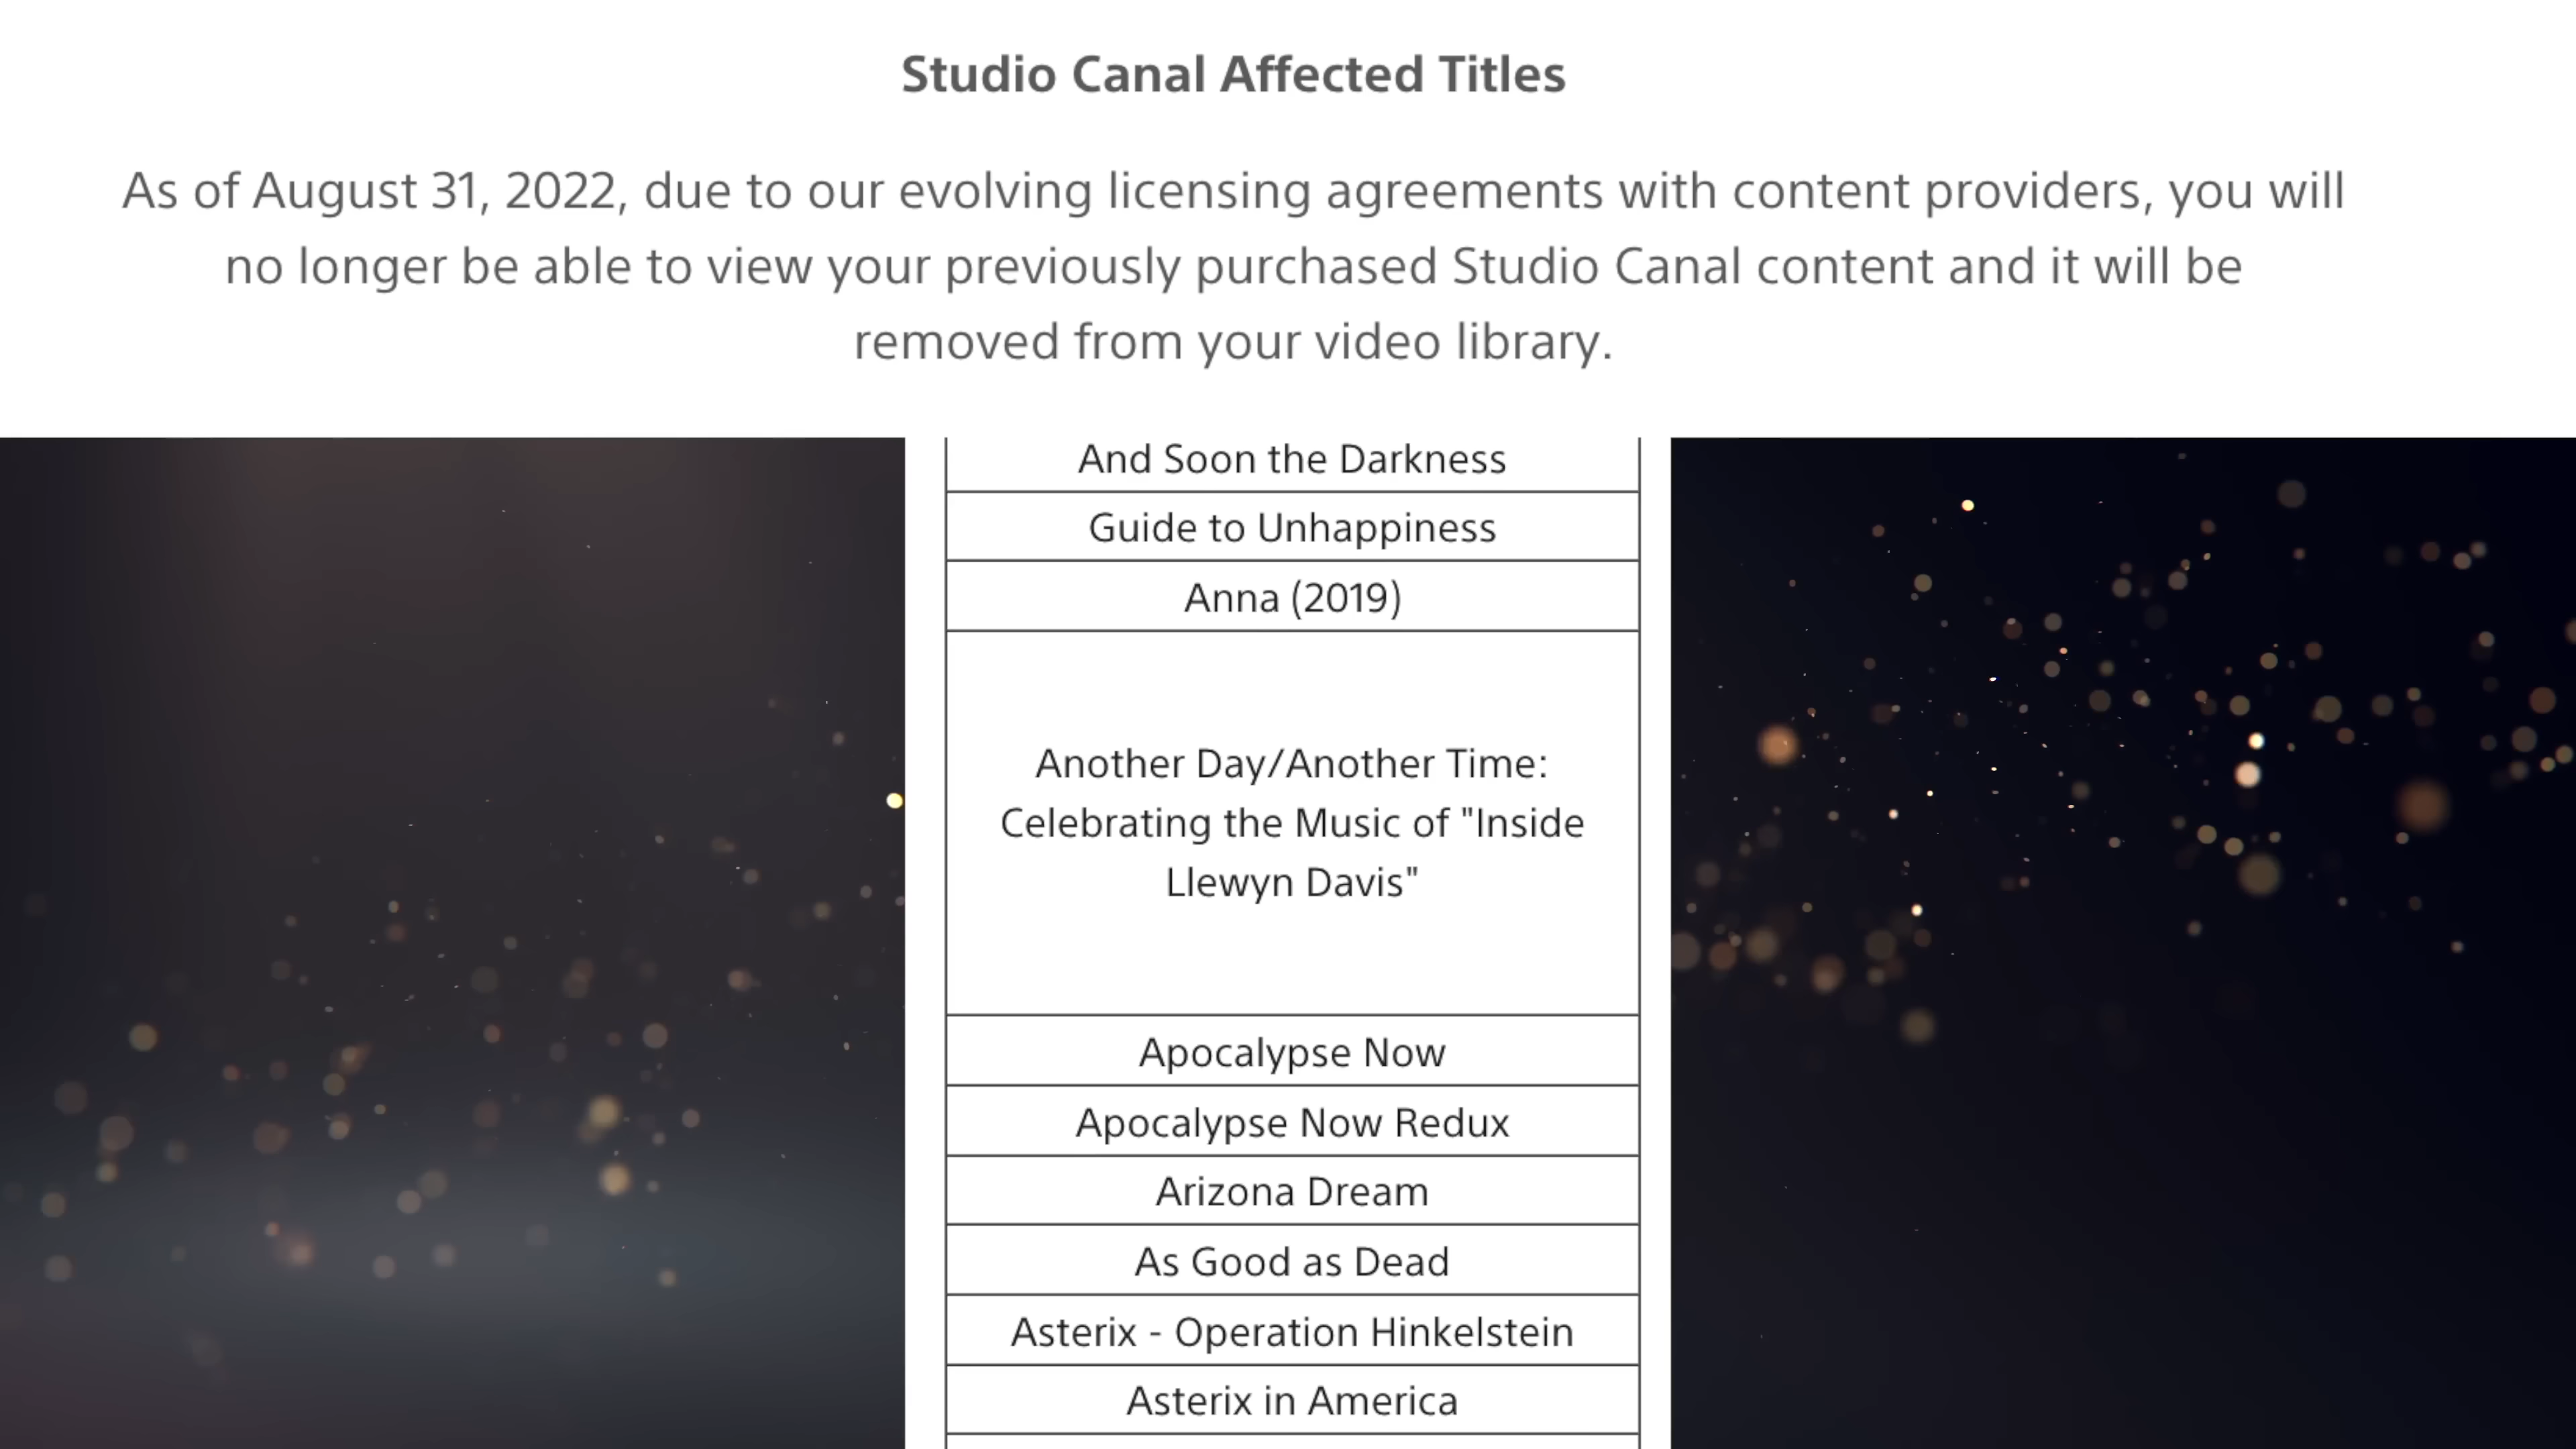 Studio Canal Affected Titles
As of August 31, 2022, due to our evolving licensing agreements with content providers, you will
no longer be able to view your previously purchased Studio Canal content and it will be
removed from your video library.
And Soon the Darkness
Guide to Unhappiness
Anna (2019)
Another Day/Another Time:
Celebrating the Music of "Inside
Llewyn Davis"
Apocalypse Now
Apocalypse Now Redux
Arizona Dream
As Good as Dead
Asterix - Operation Hinkelstein
Asterix in America